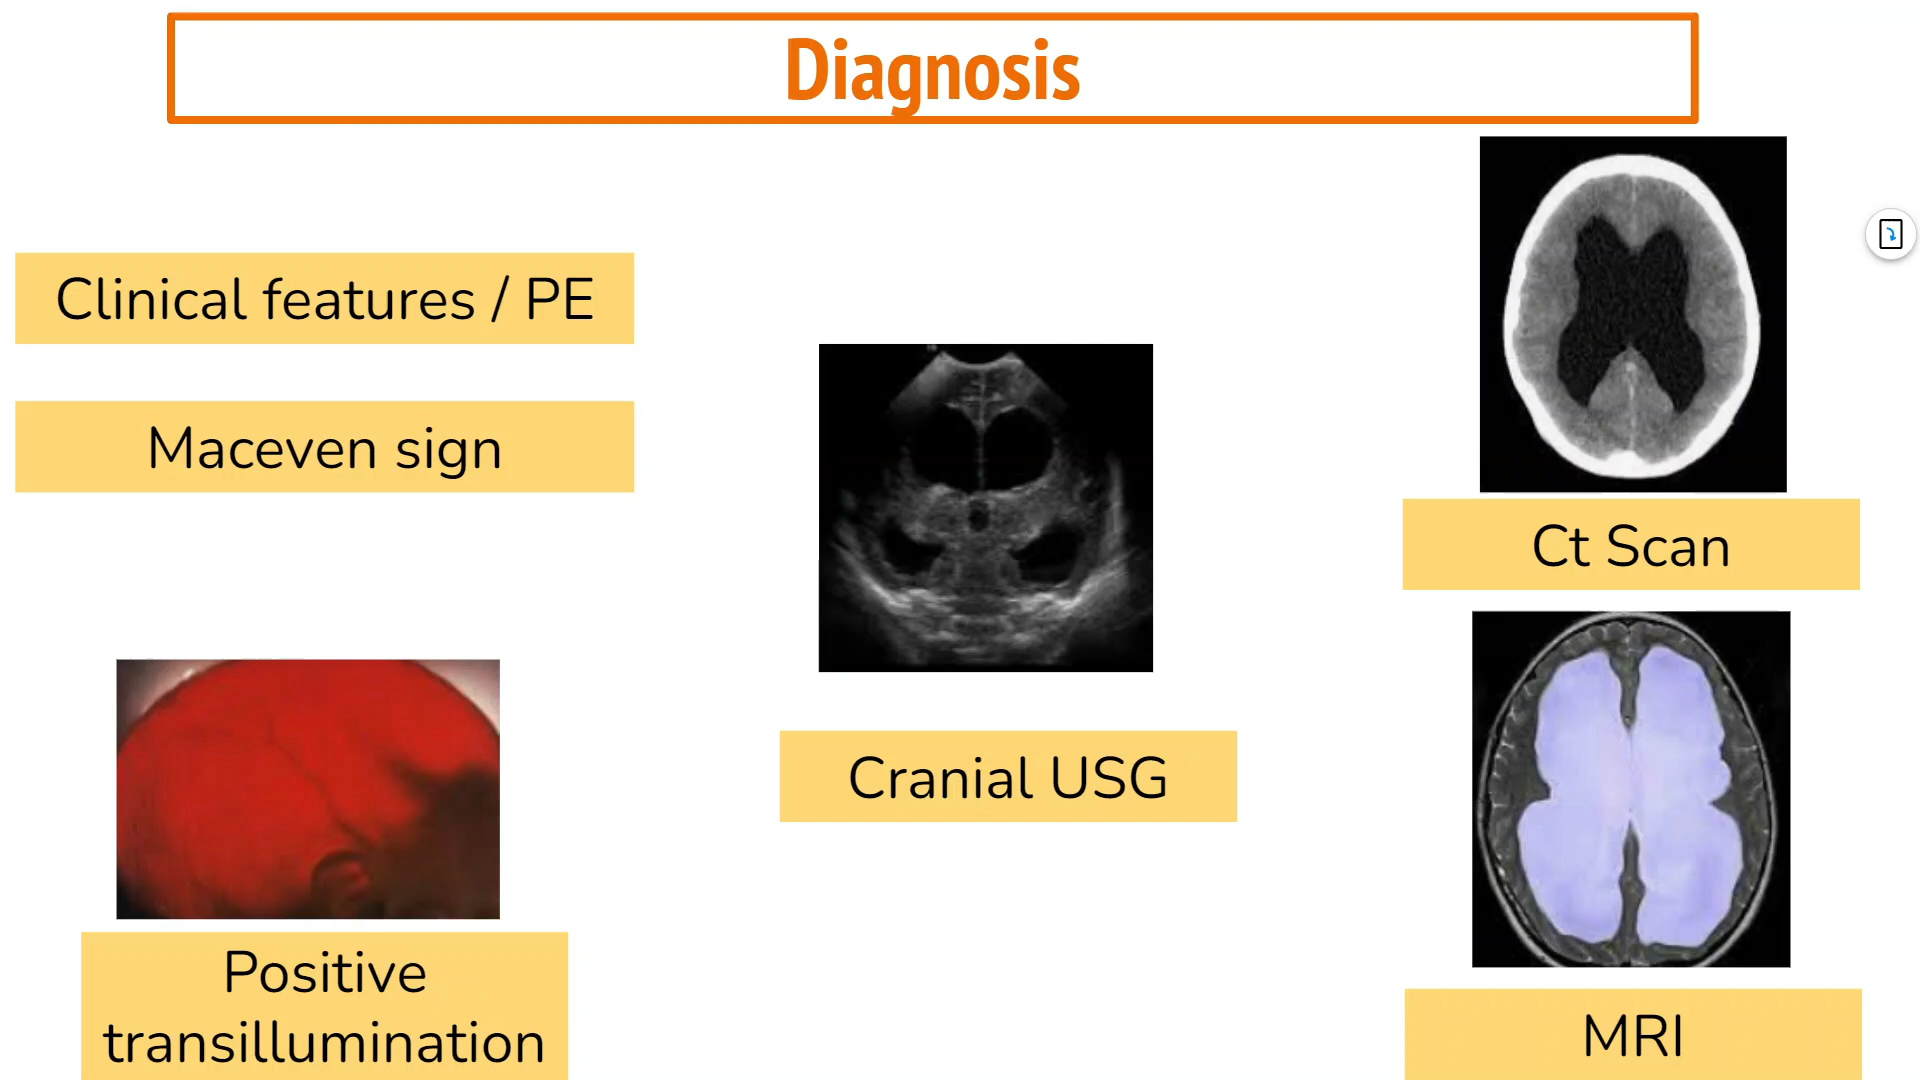 Diagnosis
Clinical features / PE
Maceven sign
Positive
transillumination
Cranial USG
Ct Scan
MRI